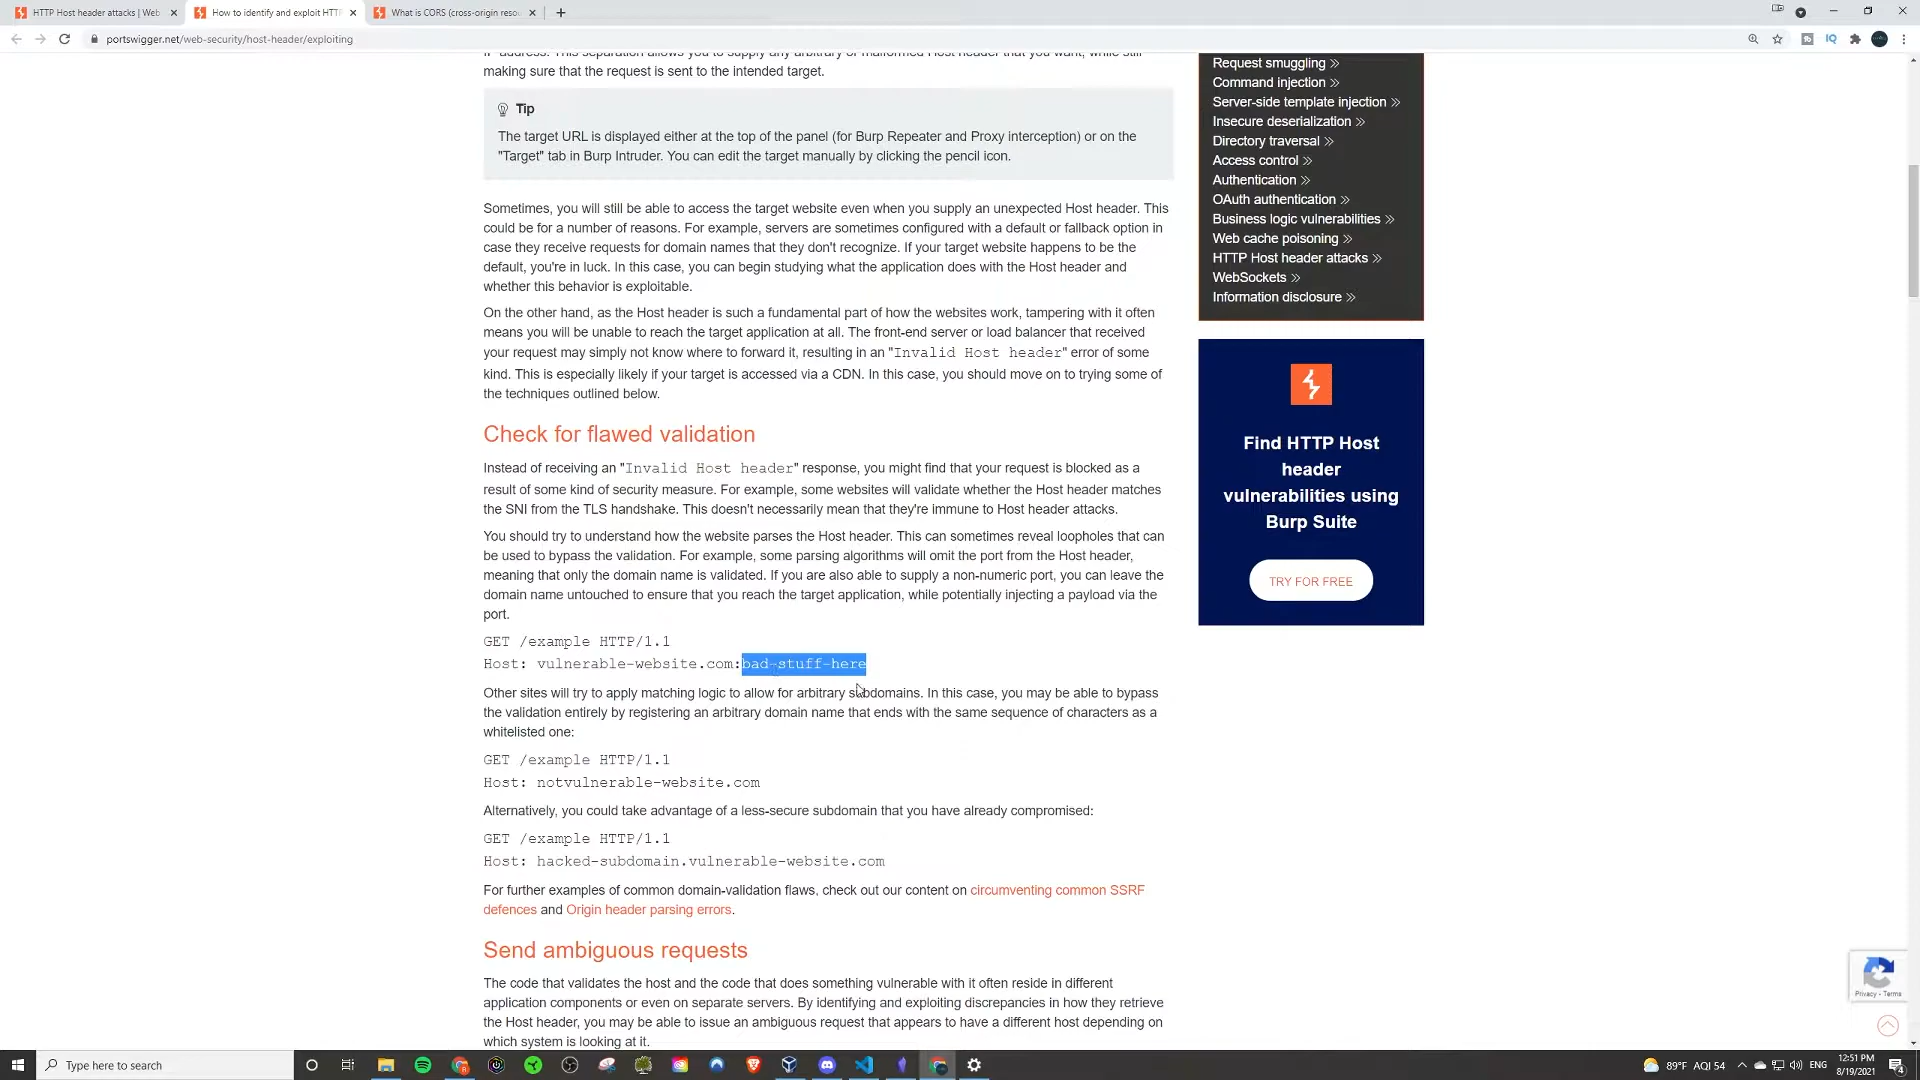 HTTP Host header attacks | Web
How to identify and exploit HTTP
What is CORS (cross-origin reso
portswigger.net/web-security/host-header/exploiting
making sure that the request is sent to the intended target.
Tip
The target URL is displayed either at the top of the panel (for Burp Repeater and Proxy interception) or on the
"Target" tab in Burp Intruder. You can edit the target manually by clicking the pencil icon.
Sometimes, you will still be able to access the target website even when you supply an unexpected Host header. This
could be for a number of reasons. For example, servers are sometimes configured with a default or fallback option in
case they receive requests for domain names that they don't recognize. If your target website happens to be the
default, you're in luck. In this case, you can begin studying what the application does with the Host header and
whether this behavior is exploitable.
On the other hand, as the Host header is such a fundamental part of how the websites work, tampering with it often
means you will be unable to reach the target application at all. The front-end server or load balancer that received
your request may simply not know where to forward it, resulting in an "Invalid Host header" error of some
kind. This is especially likely if your target is accessed via a CDN. In this case, you should move on to trying some of
the techniques outlined below.
Check for flawed validation
Instead of receiving an "Invalid Host header" response, you might find that your request is blocked as a
result of some kind of security measure. For example, some websites will validate whether the Host header matches
the SNI from the TLS handshake. This doesn't necessarily mean that they're immune to Host header attacks.
You should try to understand how the website parses the Host header. This can sometimes reveal loopholes that can
be used to bypass the validation. For example, some parsing algorithms will omit the port from the Host header,
meaning that only the domain name is validated. If you are also able to supply a non-numeric port, you can leave the
domain name untouched to ensure that you reach the target application, while potentially injecting a payload via the
port.
GET /example HTTP/1.1
Host: vulnerable-website.com:bad-stuff-here
Other sites will try to apply matching logic to allow for arbitrary subdomains. In this case, you may be able to bypass
the validation entirely by registering an arbitrary domain name that ends with the same sequence of characters as a
whitelisted one:
GET /example HTTP/1.1
Host: notvulnerable-website.com
Alternatively, you could take advantage of a less-secure subdomain that you have already compromised:
GET /example HTTP/1.1
Host: hacked-subdomain.vulnerable-website.com
For further examples of common domain-validation flaws, check out our content on circumventing common SSRF
defences and Origin header parsing errors.
Send ambiguous requests
The code that validates the host and the code that does something vulnerable with it often reside in different
application components or even on separate servers. By identifying and exploiting discrepancies in how they retrieve
the Host header, you may be able to issue an ambiguous request that appears to have a different host depending on
which system is looking at it.
Request smuggling
Command injection
Server-side template injection
Insecure deserialization
Directory traversal
Access control
Authentication
OAuth authentication
Business logic vulnerabilities
Web cache poisoning
HTTP Host header attacks
WebSockets
Information disclosure
Find HTTP Host
header
vulnerabilities using
Burp Suite
TRY FOR FREE
Privacy - Terms
Type here to search
89°F AQI 54
ENG
12:51 PM
8/19/2021